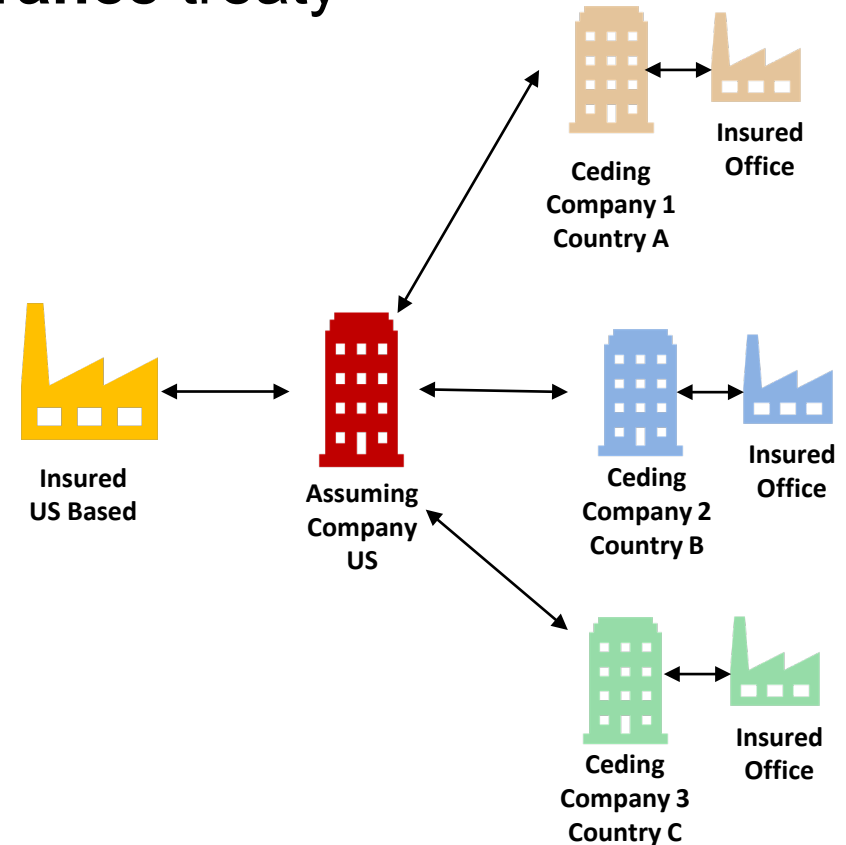 treaty
Insured
Office
Ceding
Company 1
Country A
Insured
US Based
Assuming
Company
US
Ceding
Company 2
Country B
Insured
Office
Ceding
Company 3
Country C
Insured
Office